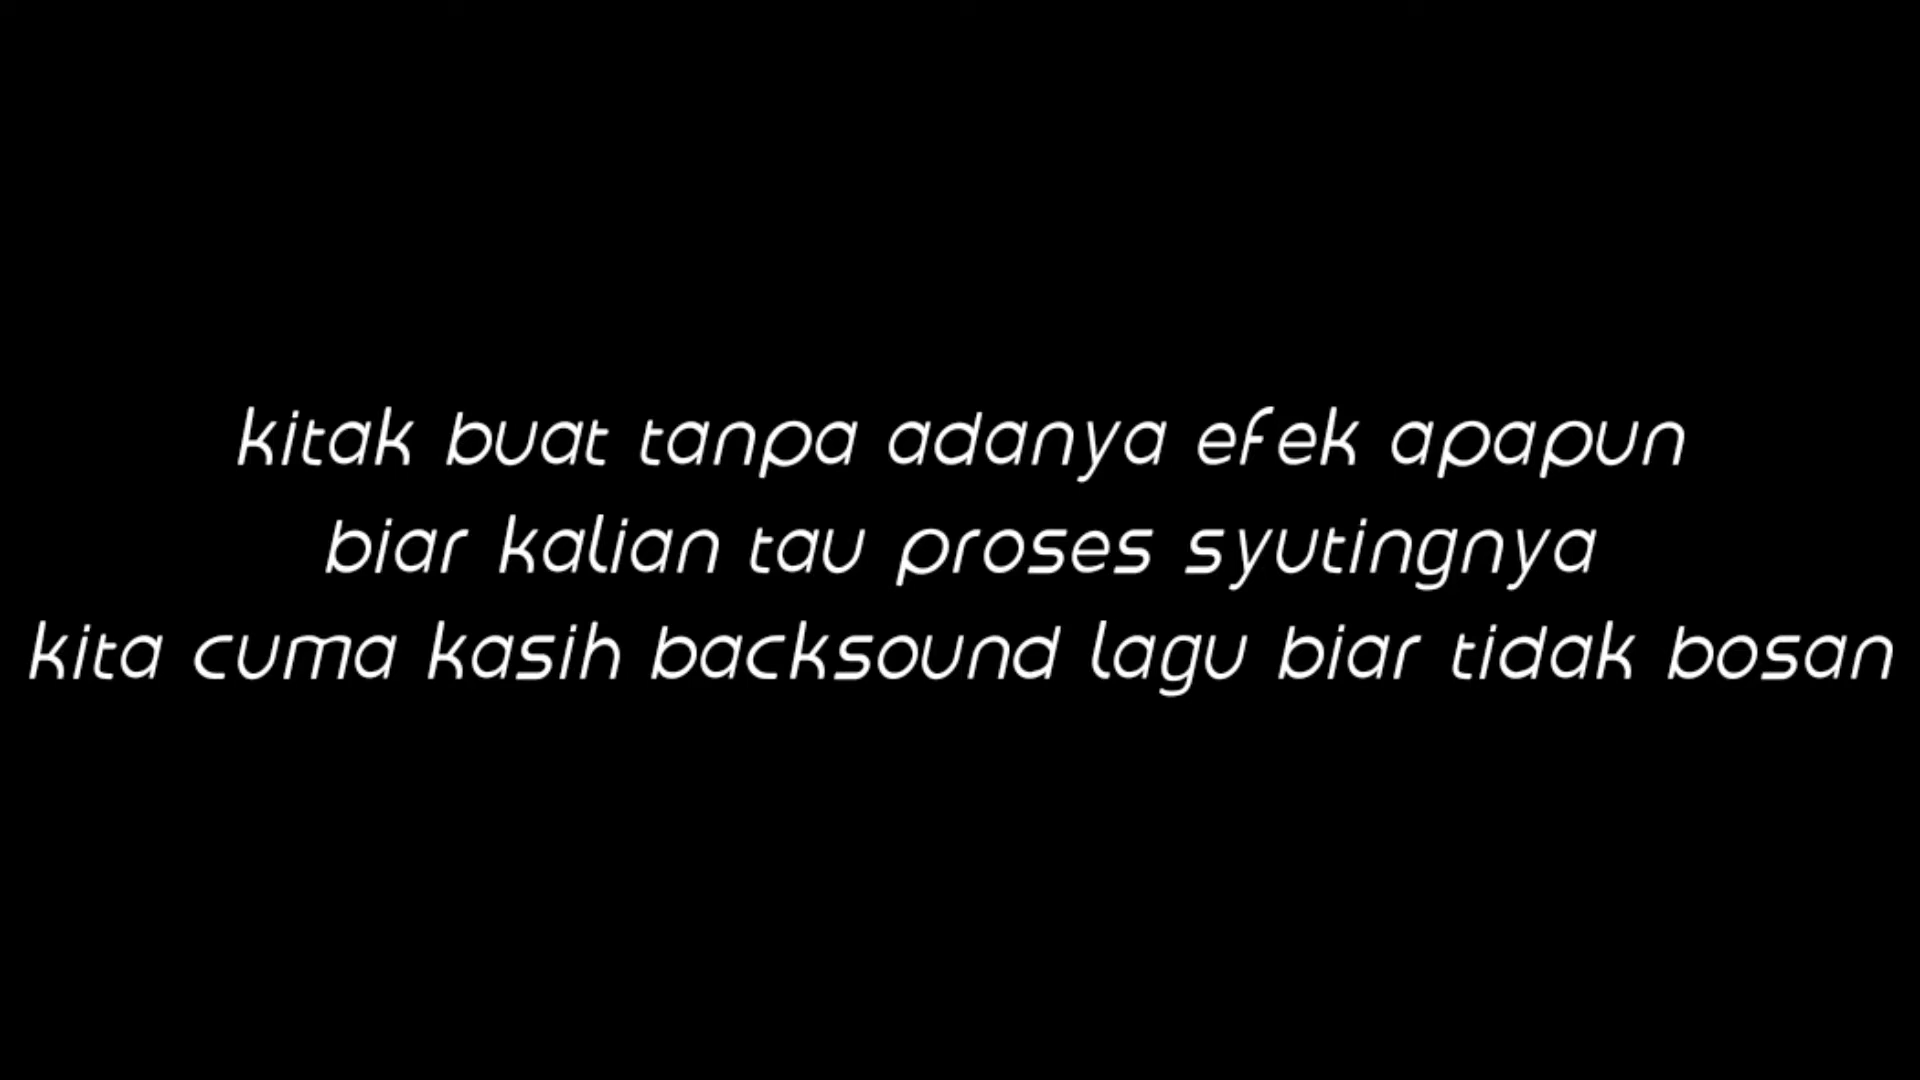 kitak buat tanpa adanya efek apapun
biar kalian tau proses syutingnya
kita cuma kasih backsound lagu biar tidak bosan